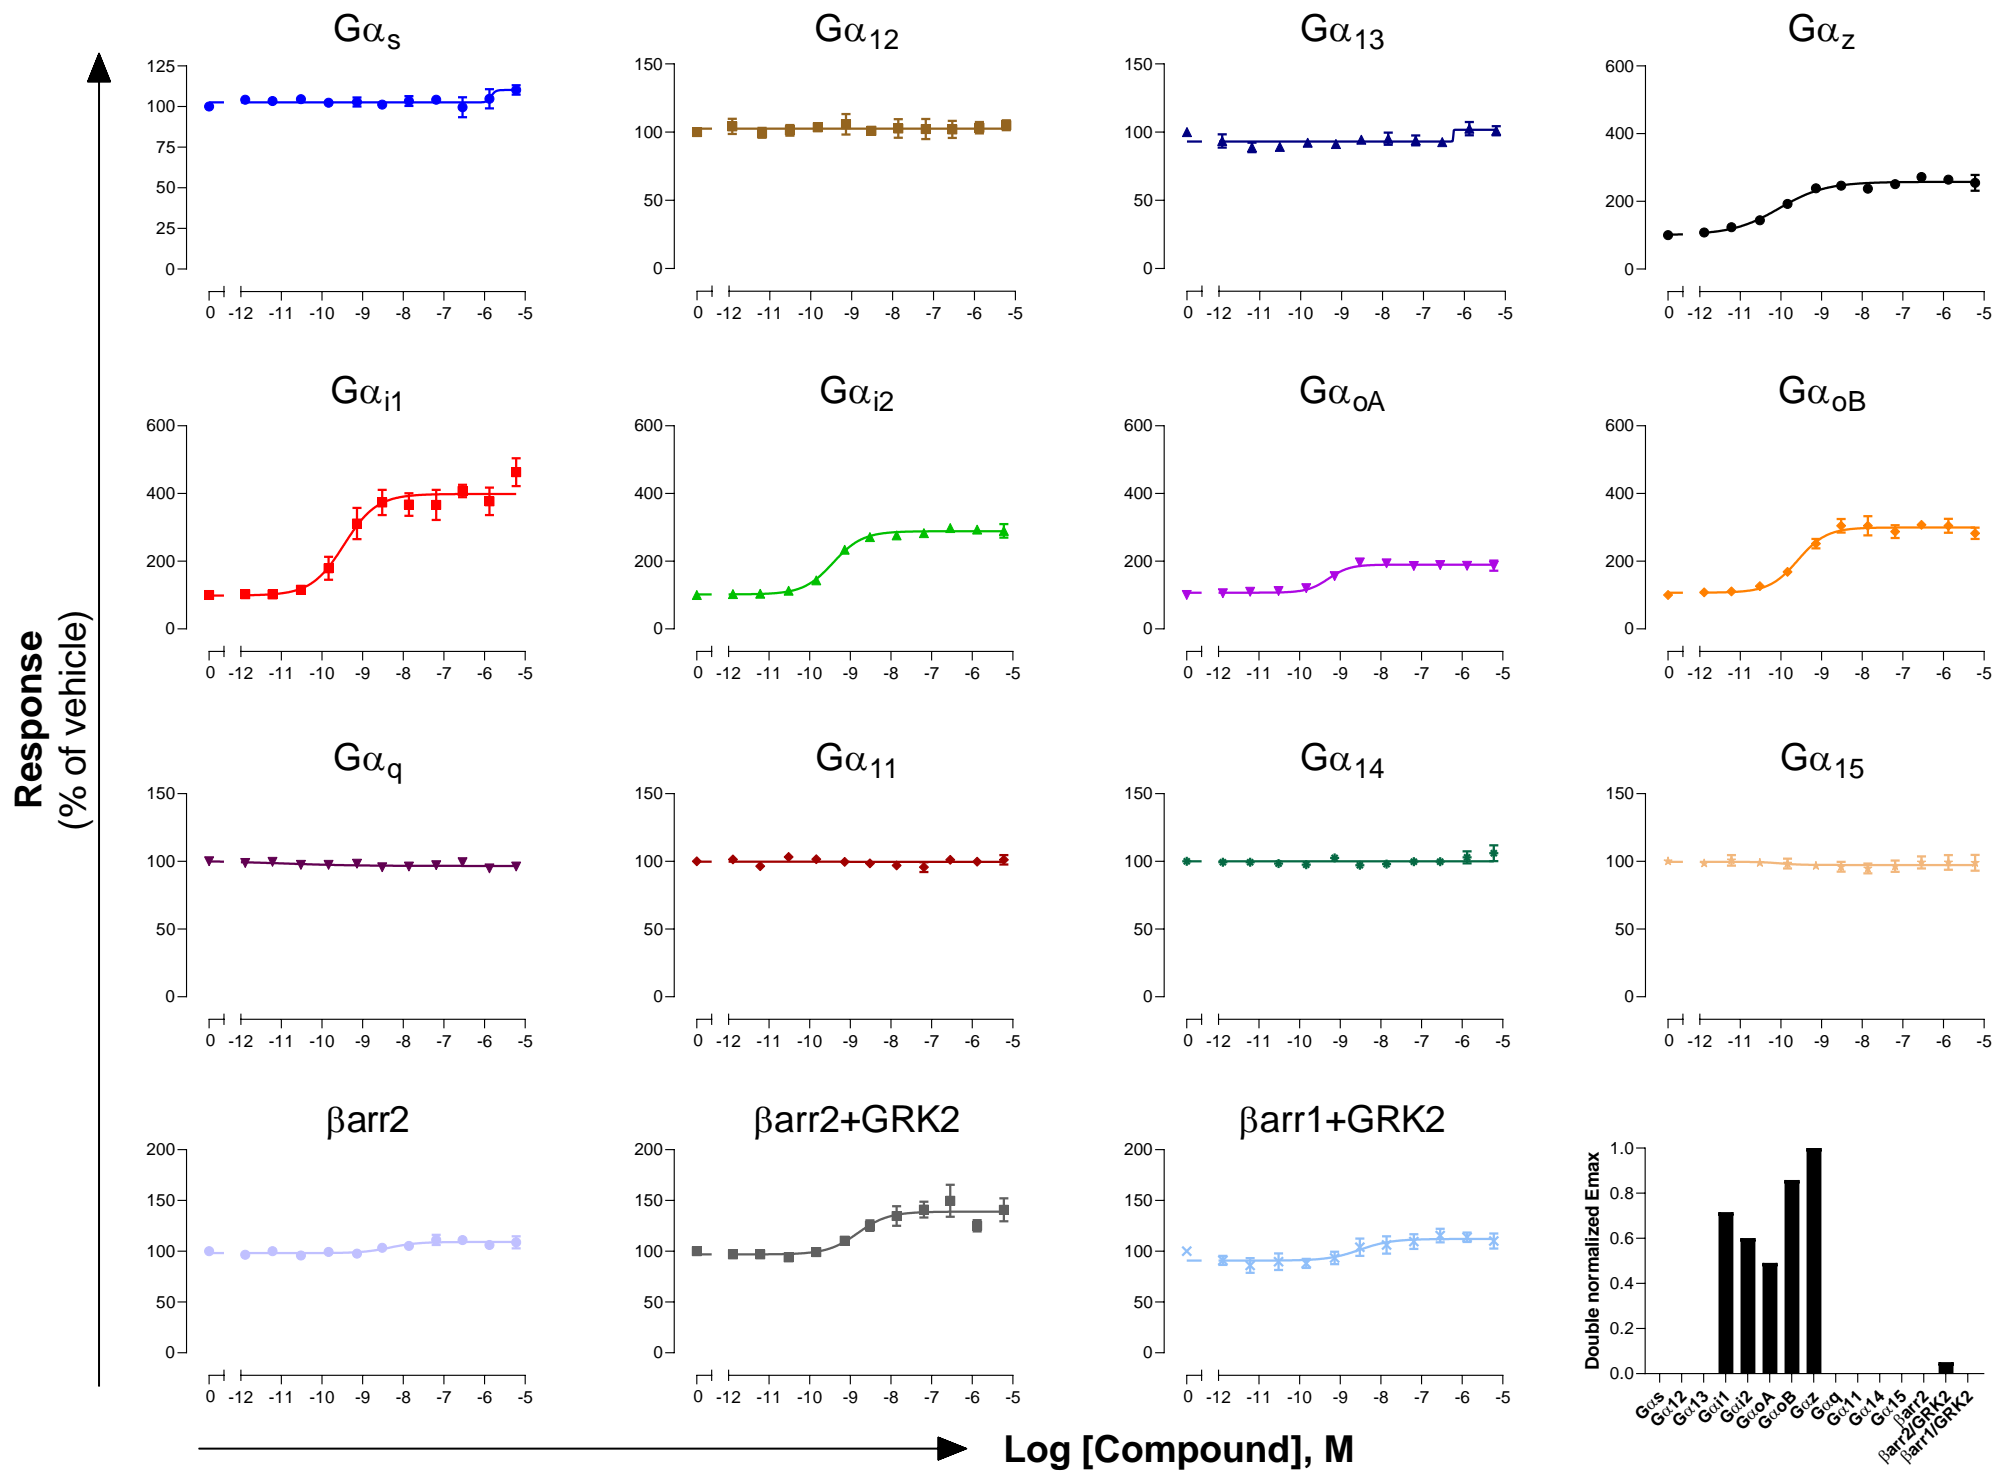 Gαs
Gα12
Gα13
Gαz
125
100
75
50
25
0
0 -12 -11 -10 -9 -8 -7 -6 -5
150
100
50
0
0 -12 -11 -10 -9 -8 -7 -6 -5
150
100
50
0
0 -12 -11 -10 -9 -8 -7 -6 -5
600
400
200
0
0 -12 -11 -10 -9 -8 -7 -6 -5
Gαi1
Gαi2
GαoA
GαoB
600
400
200
0
0 -12 -11 -10 -9 -8 -7 -6 -5
600
400
200
0
0 -12 -11 -10 -9 -8 -7 -6 -5
600
400
200
0
0 -12 -11 -10 -9 -8 -7 -6 -5
600
400
200
0
0 -12 -11 -10 -9 -8 -7 -6 -5
Response
(% of vehicle)
Gαq
Gα11
Gα14
Gα15
150
100
50
0
0 -12 -11 -10 -9 -8 -7 -6 -5
150
100
50
0
0 -12 -11 -10 -9 -8 -7 -6 -5
150
100
50
0
0 -12 -11 -10 -9 -8 -7 -6 -5
150
100
50
0
0 -12 -11 -10 -9 -8 -7 -6 -5
βarr2
βarr2+GRK2
βarr1+GRK2
200
150
100
50
0
0 -12 -11 -10 -9 -8 -7 -6 -5
200
150
100
50
0
0 -12 -11 -10 -9 -8 -7 -6 -5
200
150
100
50
0
0 -12 -11 -10 -9 -8 -7 -6 -5
Double normalized Emax
1.0
0.8
0.6
0.4
0.2
0.0
Gαs
Gα12
Gα13
Gαi1
Gαi2
GαoA
GαoB
Gαz
Gαq
Gα11
Gα14
Gα15
βarr2
βarr2/GRK2
βarr1/GRK2
Log [Compound], M